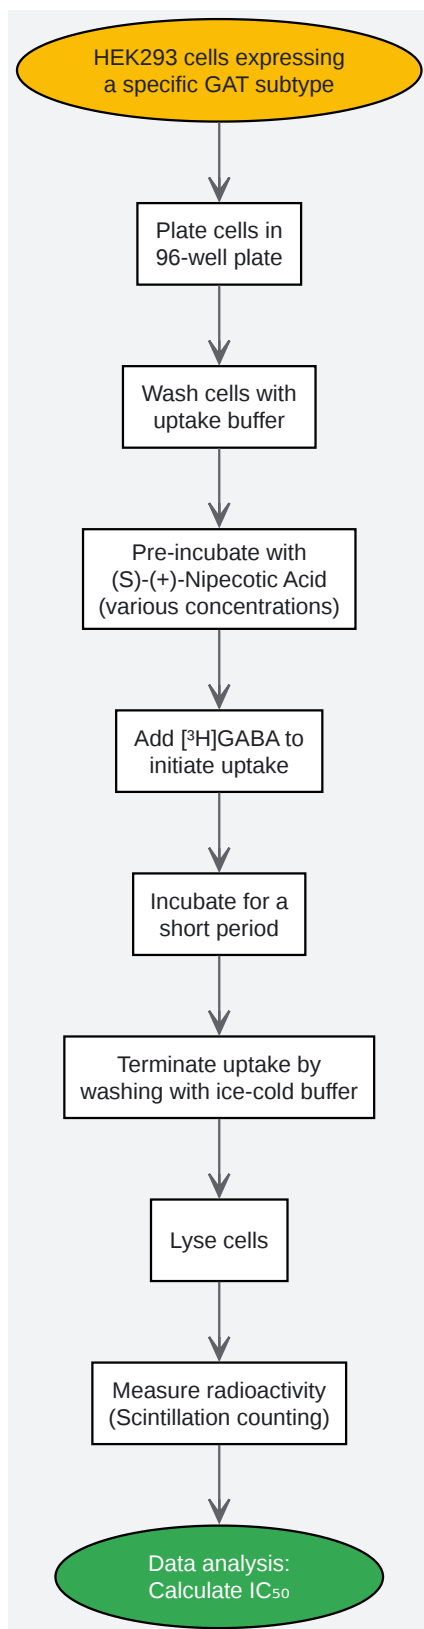 HEK293 cells expressing
a specific GAT subtype
Plate cells in
96-well plate
Wash cells with
uptake buffer
Pre-incubate with
(S)-(+)-Nipecotic Acid
(various concentrations)
Add [³H]GABA to
initiate uptake
Incubate for a
short period
Terminate uptake by
washing with ice-cold buffer
Lyse cells
Measure radioactivity
(Scintillation counting)
Data analysis:
Calculate IC₅₀